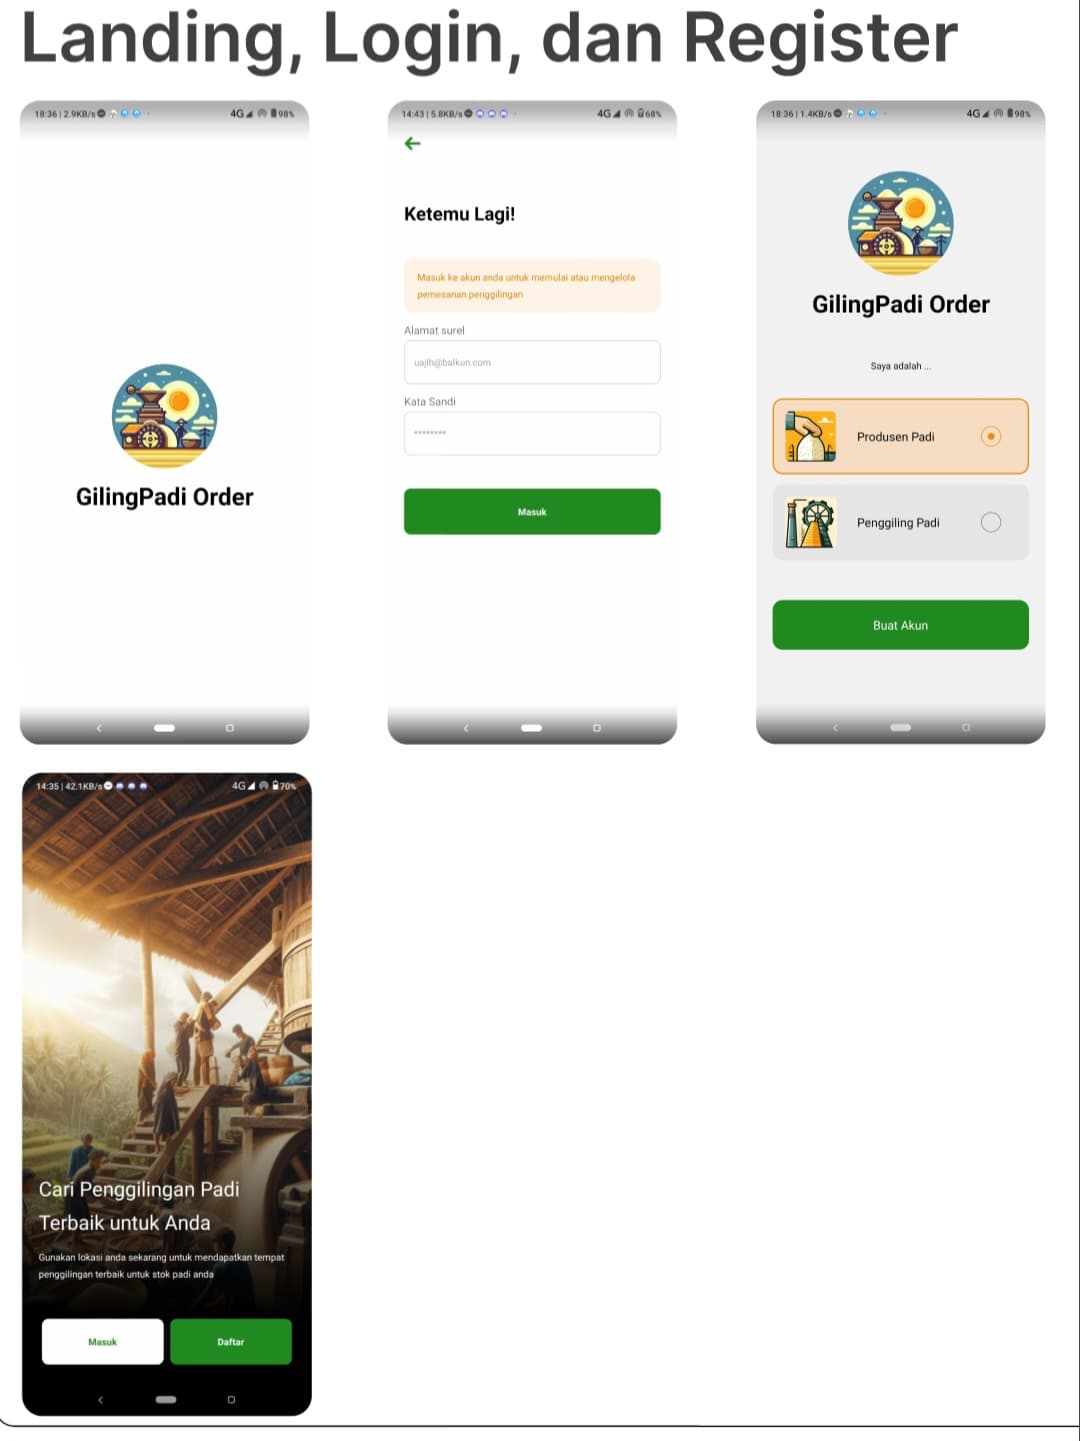 Landing, Login, dan Register
18:36 | 2.9KB/s
4G
98%
GilingPadi Order
14:43 | 5.8KB/s
4G
68%
Ketemu Lagi!
Masuk ke akun anda untuk memulai atau mengelola
pemesanan penggilingan
Alamat surel
uajih@balkun.com
Kata Sandi
********
Masuk
18:36 | 1.4KB/s
4G
98%
GilingPadi Order
Saya adalah ...
Produsen Padi
Penggiling Padi
Buat Akun
14:35 | 42.1KB/s
4G
70%
Cari Penggilingan Padi
Terbaik untuk Anda
Gunakan lokasi anda sekarang untuk mendapatkan tempat
penggilingan terbaik untuk stok padi anda
Masuk
Daftar